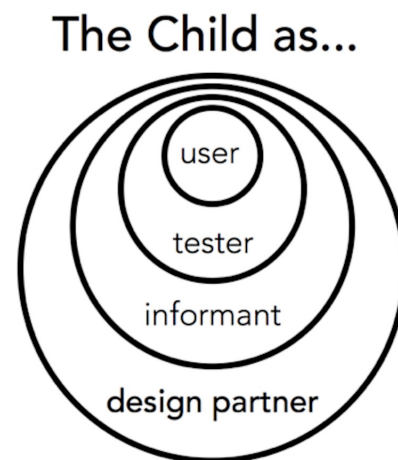 The Child as...
user
tester
informant
design partner